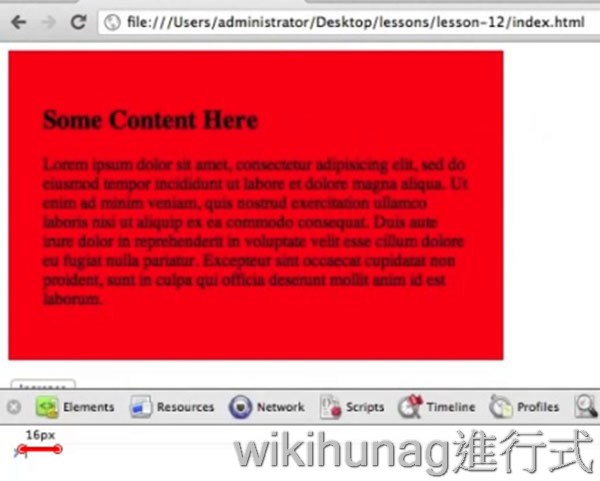 file:///Users/administrator/Desktop/lessons/lesson-12/index.html
Some Content Here
Lorem ipsum dolor sit amet, consectetur adipisicing elit, sed do
eiusmod tempor incididunt ut labore et dolore magna aliqua. Ut
enim ad minim veniam, quis nostrud exercitation ullamco
laboris nisi ut aliquip ex ea commodo consequat. Duis aute
irure dolor in reprehenderit in voluptate velit esse cillum dolore
eu fugiat nulla pariatur. Excepteur sint occaecat cupidatat non
proident, sunt in culpa qui officia deserunt mollit anim id est
laborum.
Elements Resources Network Scripts Timeline Profiles
16px
wikihunag進行式